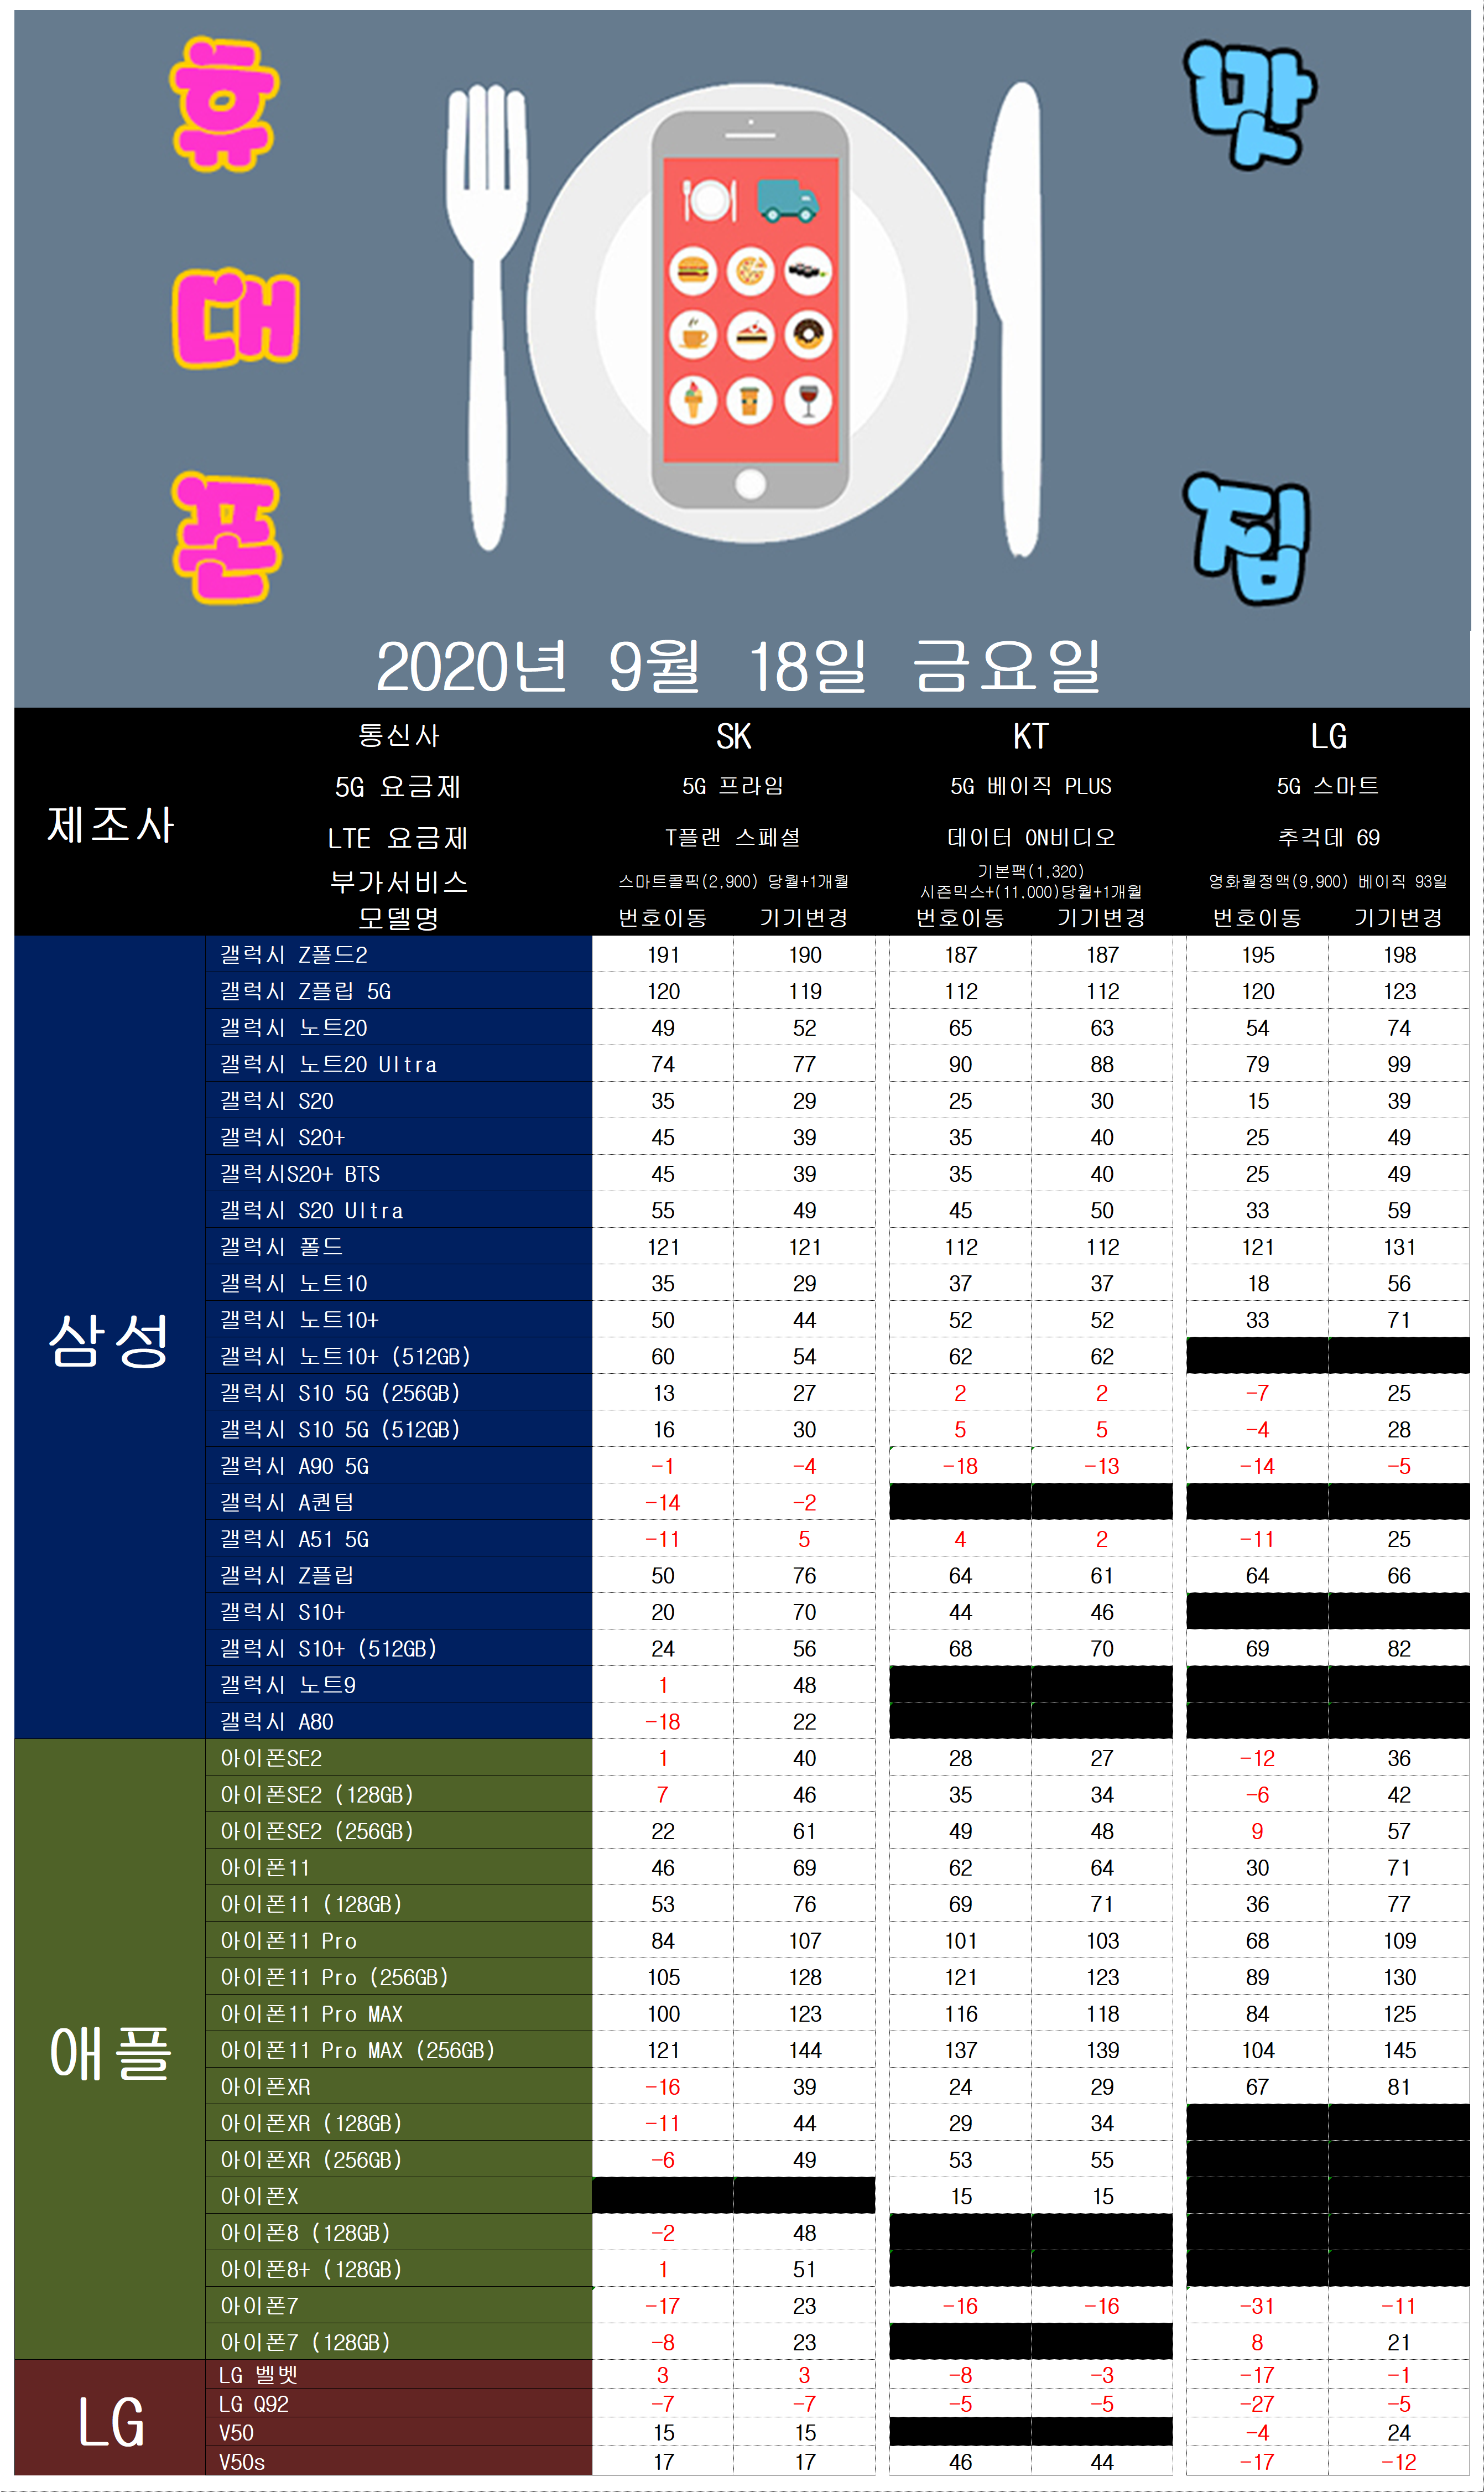 휴대폰
맛집
2020년 9월 18일 금요일
제조사
통신사 SK KT LG
5G 요금제 5G 프라임 5G 베이직 PLUS 5G 스마트
LTE 요금제 T플랜 스페셜 데이터 ON비디오 추걱데 69
부가서비스 스마트콜픽(2,900) 당월+1개월 기본팩(1,320) 시즌믹스+(11,000)당월+1개월 영화월정액(9,900) 베이직 93일
모델명 번호이동 기기변경 번호이동 기기변경 번호이동 기기변경
삼성
갤럭시 Z폴드2 191 190 187 187 195 198
갤럭시 Z플립 5G 120 119 112 112 120 123
갤럭시 노트20 49 52 65 63 54 74
갤럭시 노트20 Ultra 74 77 90 88 79 99
갤럭시 S20 35 29 25 30 15 39
갤럭시 S20+ 45 39 35 40 25 49
갤럭시S20+ BTS 45 39 35 40 25 49
갤럭시 S20 Ultra 55 49 45 50 33 59
갤럭시 폴드 121 121 112 112 121 131
갤럭시 노트10 35 29 37 37 18 56
갤럭시 노트10+ 50 44 52 52 33 71
갤럭시 노트10+ (512GB) 60 54 62 62
갤럭시 S10 5G (256GB) 13 27 2 2 -7 25
갤럭시 S10 5G (512GB) 16 30 5 5 -4 28
갤럭시 A90 5G -1 -4 -18 -13 -14 -5
갤럭시 A퀀텀 -14 -2
갤럭시 A51 5G -11 5 4 2 -11 25
갤럭시 Z플립 50 76 64 61 64 66
갤럭시 S10+ 20 70 44 46
갤럭시 S10+ (512GB) 24 56 68 70 69 82
갤럭시 노트9 1 48
갤럭시 A80 -18 22
애플
아이폰SE2 1 40 28 27 -12 36
아이폰SE2 (128GB) 7 46 35 34 -6 42
아이폰SE2 (256GB) 22 61 49 48 9 57
아이폰11 46 69 62 64 30 71
아이폰11 (128GB) 53 76 69 71 36 77
아이폰11 Pro 84 107 101 103 68 109
아이폰11 Pro (256GB) 105 128 121 123 89 130
아이폰11 Pro MAX 100 123 116 118 84 125
아이폰11 Pro MAX (256GB) 121 144 137 139 104 145
아이폰XR -16 39 24 29 67 81
아이폰XR (128GB) -11 44 29 34
아이폰XR (256GB) -6 49 53 55
아이폰X 15 15
아이폰8 (128GB) -2 48
아이폰8+ (128GB) 1 51
아이폰7 -17 23 -16 -16 -31 -11
아이폰7 (128GB) -8 23 8 21
LG
LG 벨벳 3 3 -8 -3 -17 -1
LG Q92 -7 -7 -5 -5 -27 -5
V50 15 15 -4 24
V50s 17 17 46 44 -17 -12